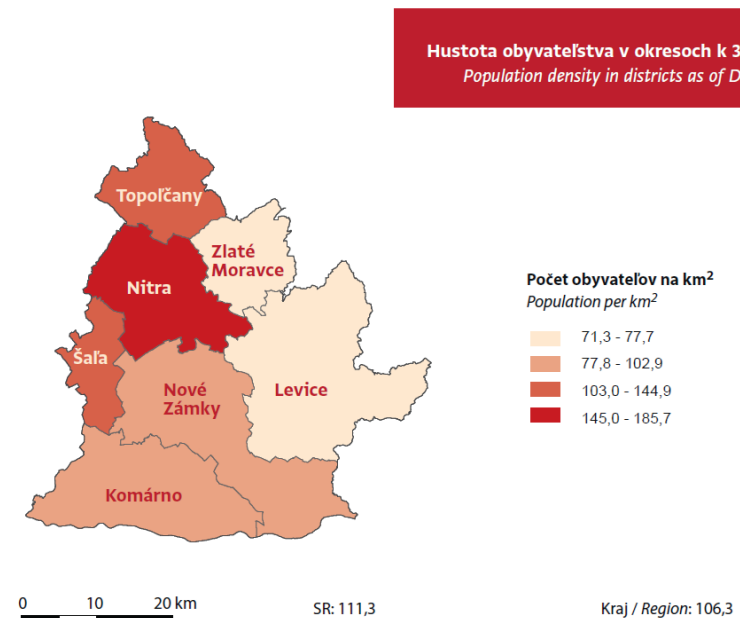 Hustota obyvateľstva v okresoch k 3
Population density in districts as of D
Topoľčany
Zlaté
Moravce
Nitra
Šaľa
Nové
Zámky
Levice
Komárno
Počet obyvateľov na km²
Population per km²
71,3 - 77,7
77,8 - 102,9
103,0 - 144,9
145,0 - 185,7
0 10 20 km
SR: 111,3
Kraj / Region: 106,3